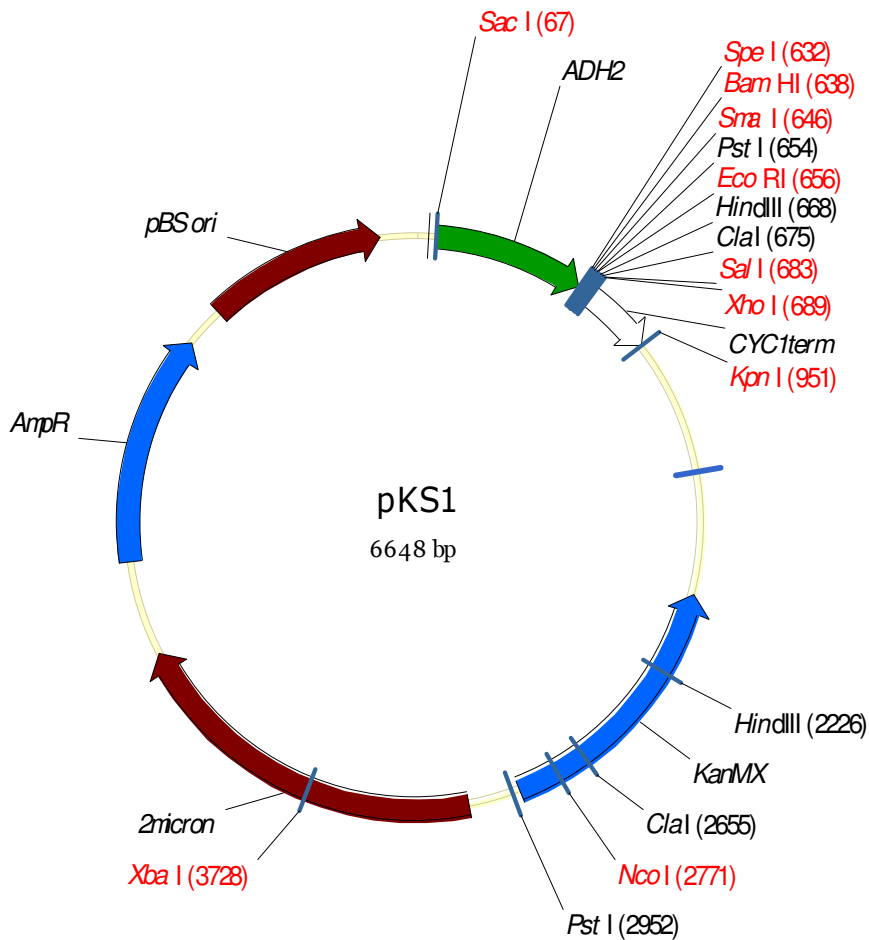 Sac I (67)
ADH2
Spe I (632)
Bam HI (638)
Sma I (646)
Pst I (654)
Eco RI (656)
HindIII (668)
ClaI (675)
Sal I (683)
Xho I (689)
CYC1term
Kpn I (951)
pBS ori
AmpR
pKS1
6648 bp
HindIII (2226)
KanMX
ClaI (2655)
2micron
Xba I (3728)
Nco I (2771)
Pst I (2952)